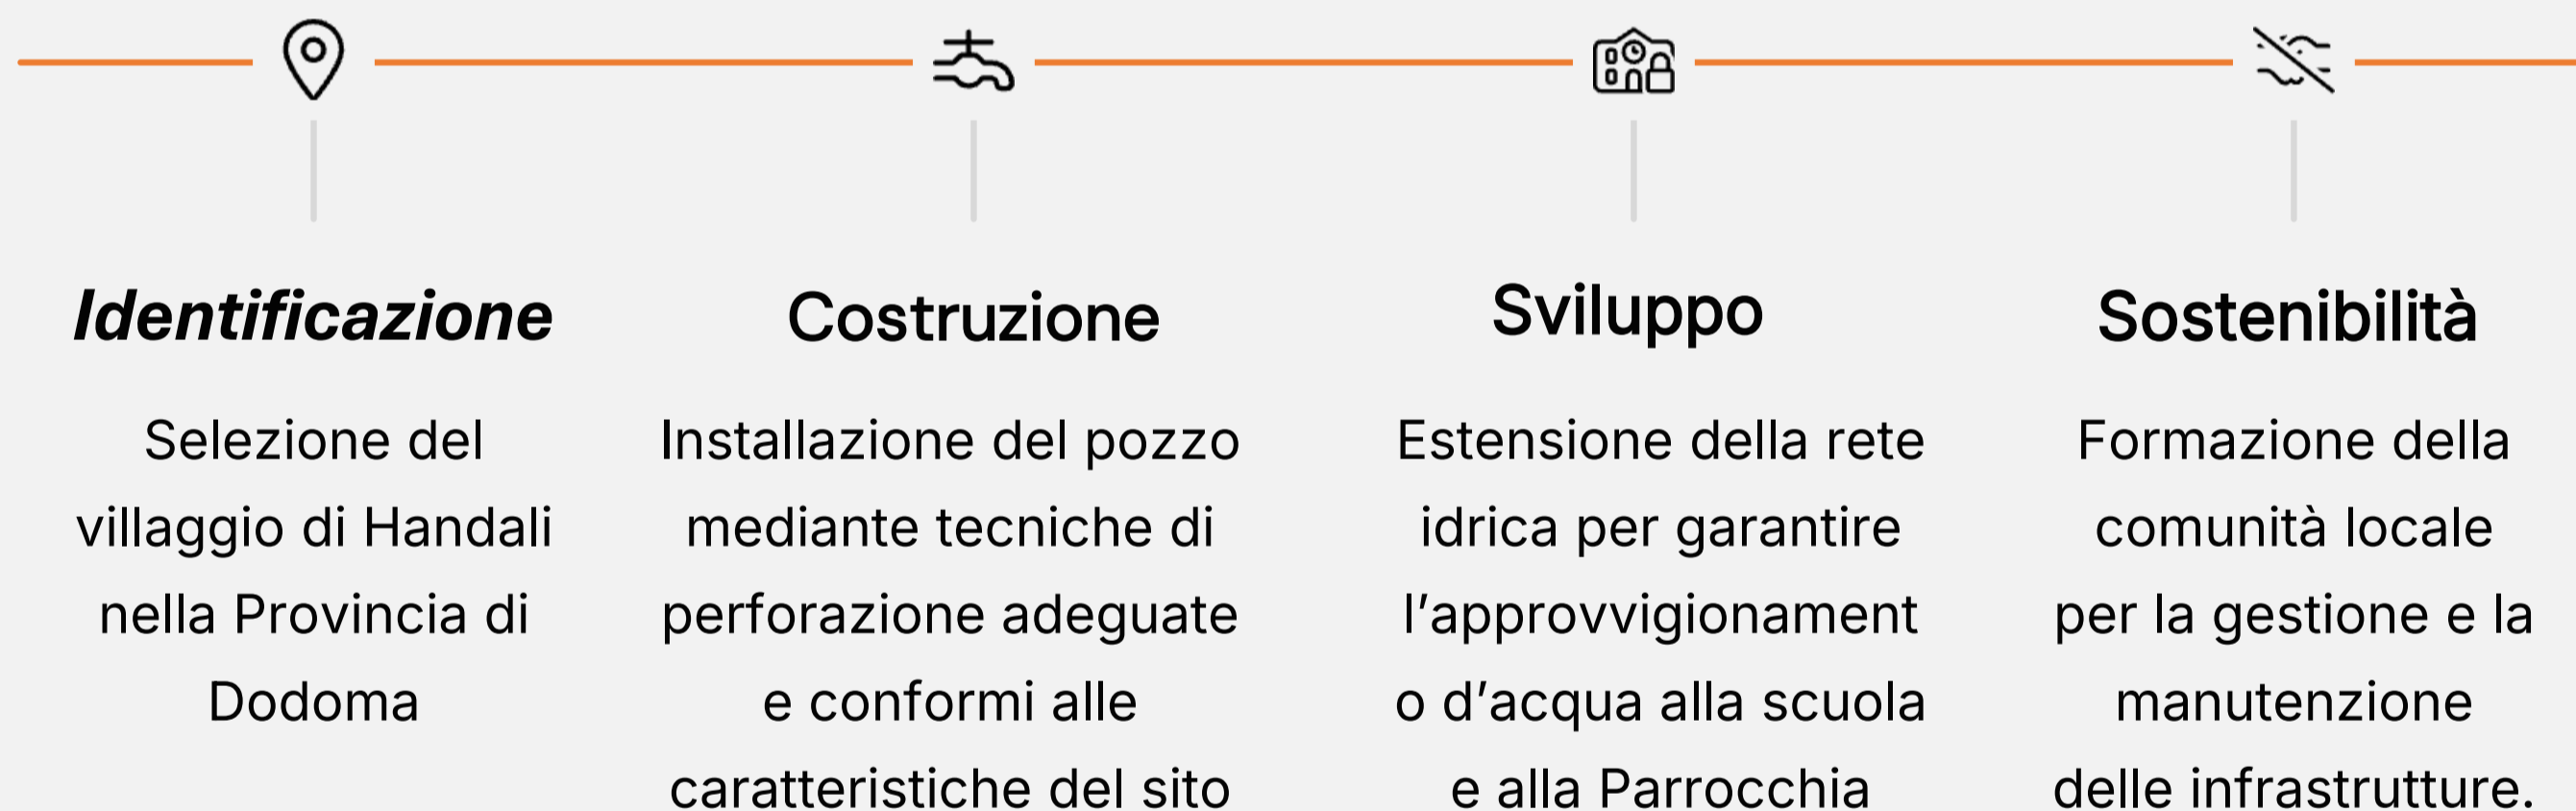 Identificazione
Selezione del
villaggio di Handali
nella Provincia di
Dodoma
Costruzione
Installazione del pozzo
mediante tecniche di
perforazione adeguate
e conformi alle
caratteristiche del sito
Sviluppo
Estensione della rete
idrica per garantire
l’approvvigionament
o d’acqua alla scuola
e alla Parrocchia
Sostenibilità
Formazione della
comunità locale
per la gestione e la
manutenzione
delle infrastrutture.